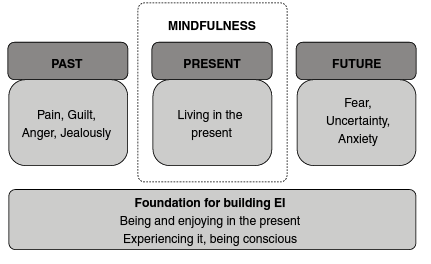 MINDFULNESS
PAST
PRESENT
FUTURE
Pain, Guilt,
Anger, Jealously
Living in the
present
Fear,
Uncertainty,
Anxiety
Foundation for building EI
Being and enjoying in the present
Experiencing it, being conscious